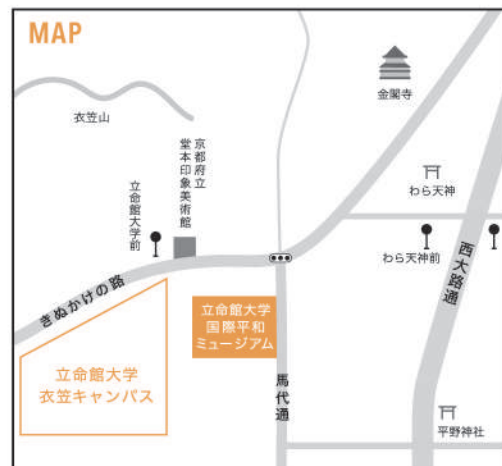 MAP
金閣寺
衣笠山
京都府立
堂本印象美術館
立命館大学前
わら天神
わら天神前
西大路通
きぬかけの路
立命館大学
国際平和
ミュージアム
立命館大学
衣笠キャンパス
馬代通
平野神社